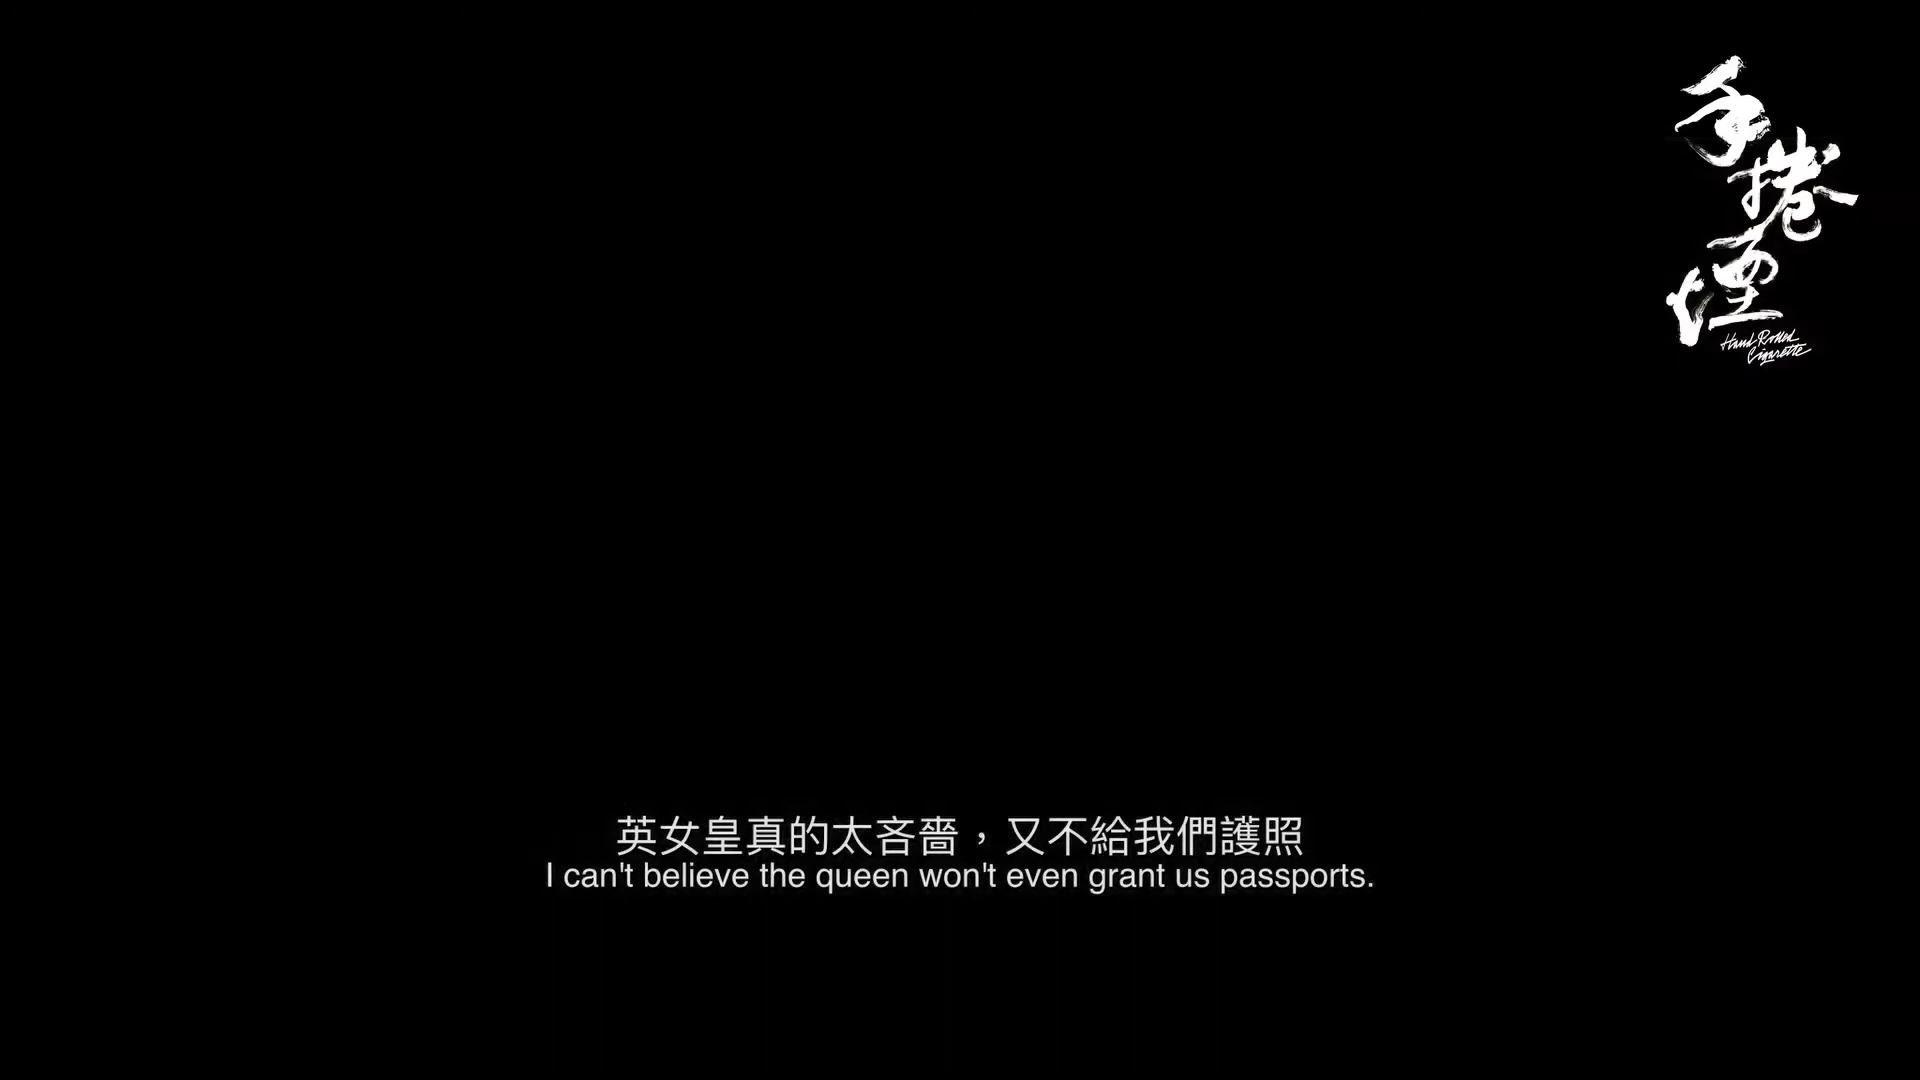 手捲煙
Hand Rolled
Cigarette
英女皇真的太吝嗇，又不給我們護照
I can't believe the queen won't even grant us passports.